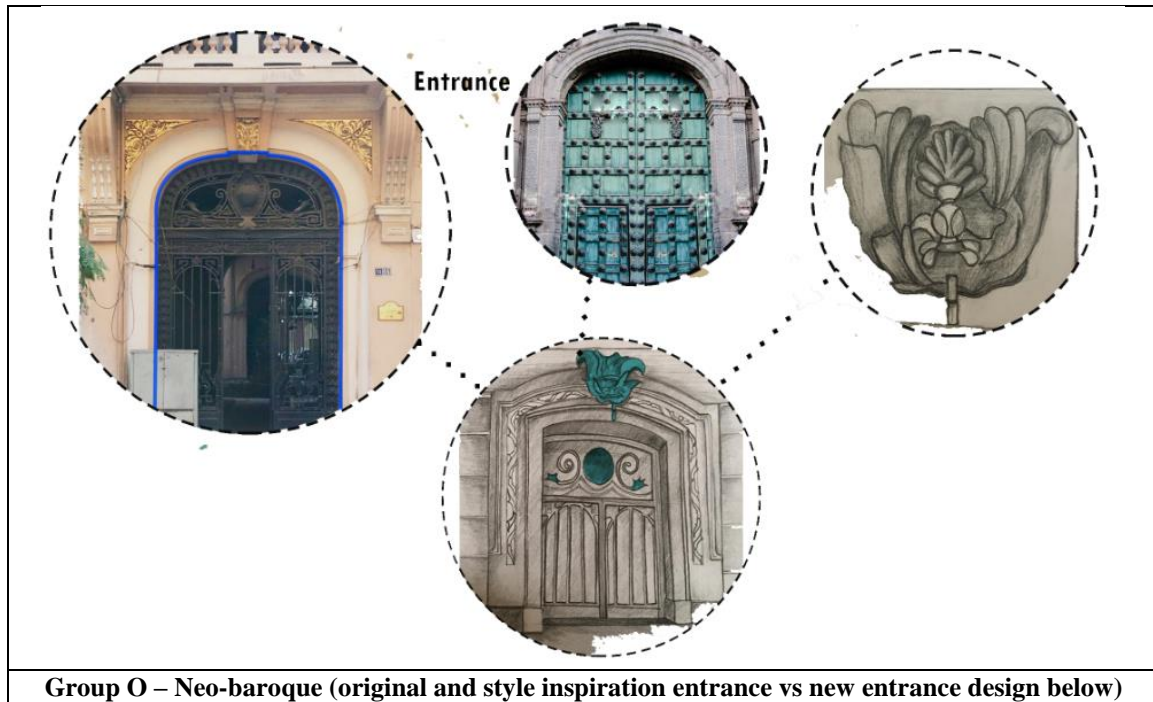 Entrance
Group O – Neo-baroque (original and style inspiration entrance vs new entrance design below)